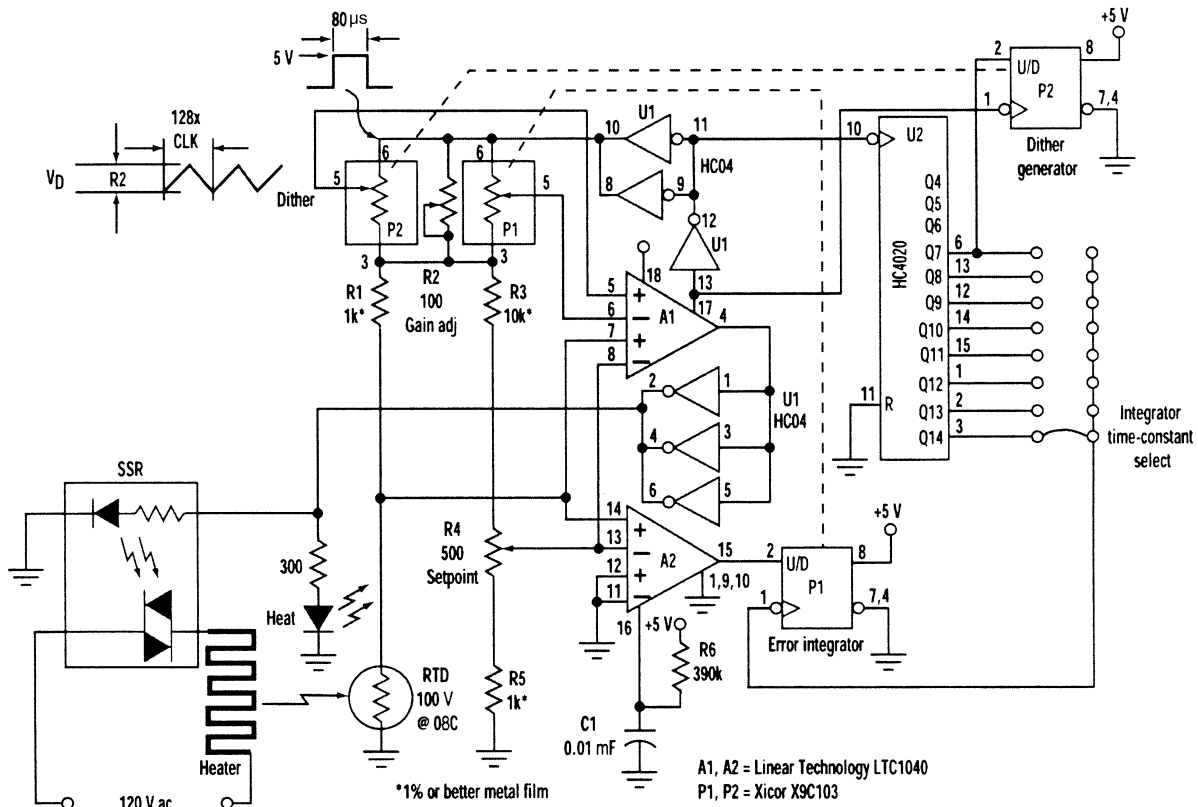 80 µs
5 V
128x
CLK
V_D
R2
Dither
5
6
P2
3
6
P1
5
3
R1
1k*
R2
100
Gain adj
R3
10k*
10
U1
11
HC04
8
9
12
U1
13
18
17
5
+
6
−
7
+
8
−
A1
4
2
1
4
3
6
5
U1
HC04
10
U2
HC4020
Q4
Q5
Q6
Q7
6
Q8
13
Q9
12
Q10
14
Q11
15
Q12
1
Q13
2
Q14
3
11
R
+5 V
2
U/D
P2
8
1
7,4
Dither
generator
Integrator
time-constant
select
SSR
300
Heat
RTD
100 V
@ 08C
R4
500
Setpoint
R5
1k*
14
+
13
−
12
+
11
−
A2
15
1,9,10
16
+5 V
R6
390k
C1
0.01 mF
+5 V
2
U/D
P1
8
1
7,4
Error integrator
Heater
120 V ac
*1% or better metal film
A1, A2 = Linear Technology LTC1040
P1, P2 = Xicor X9C103